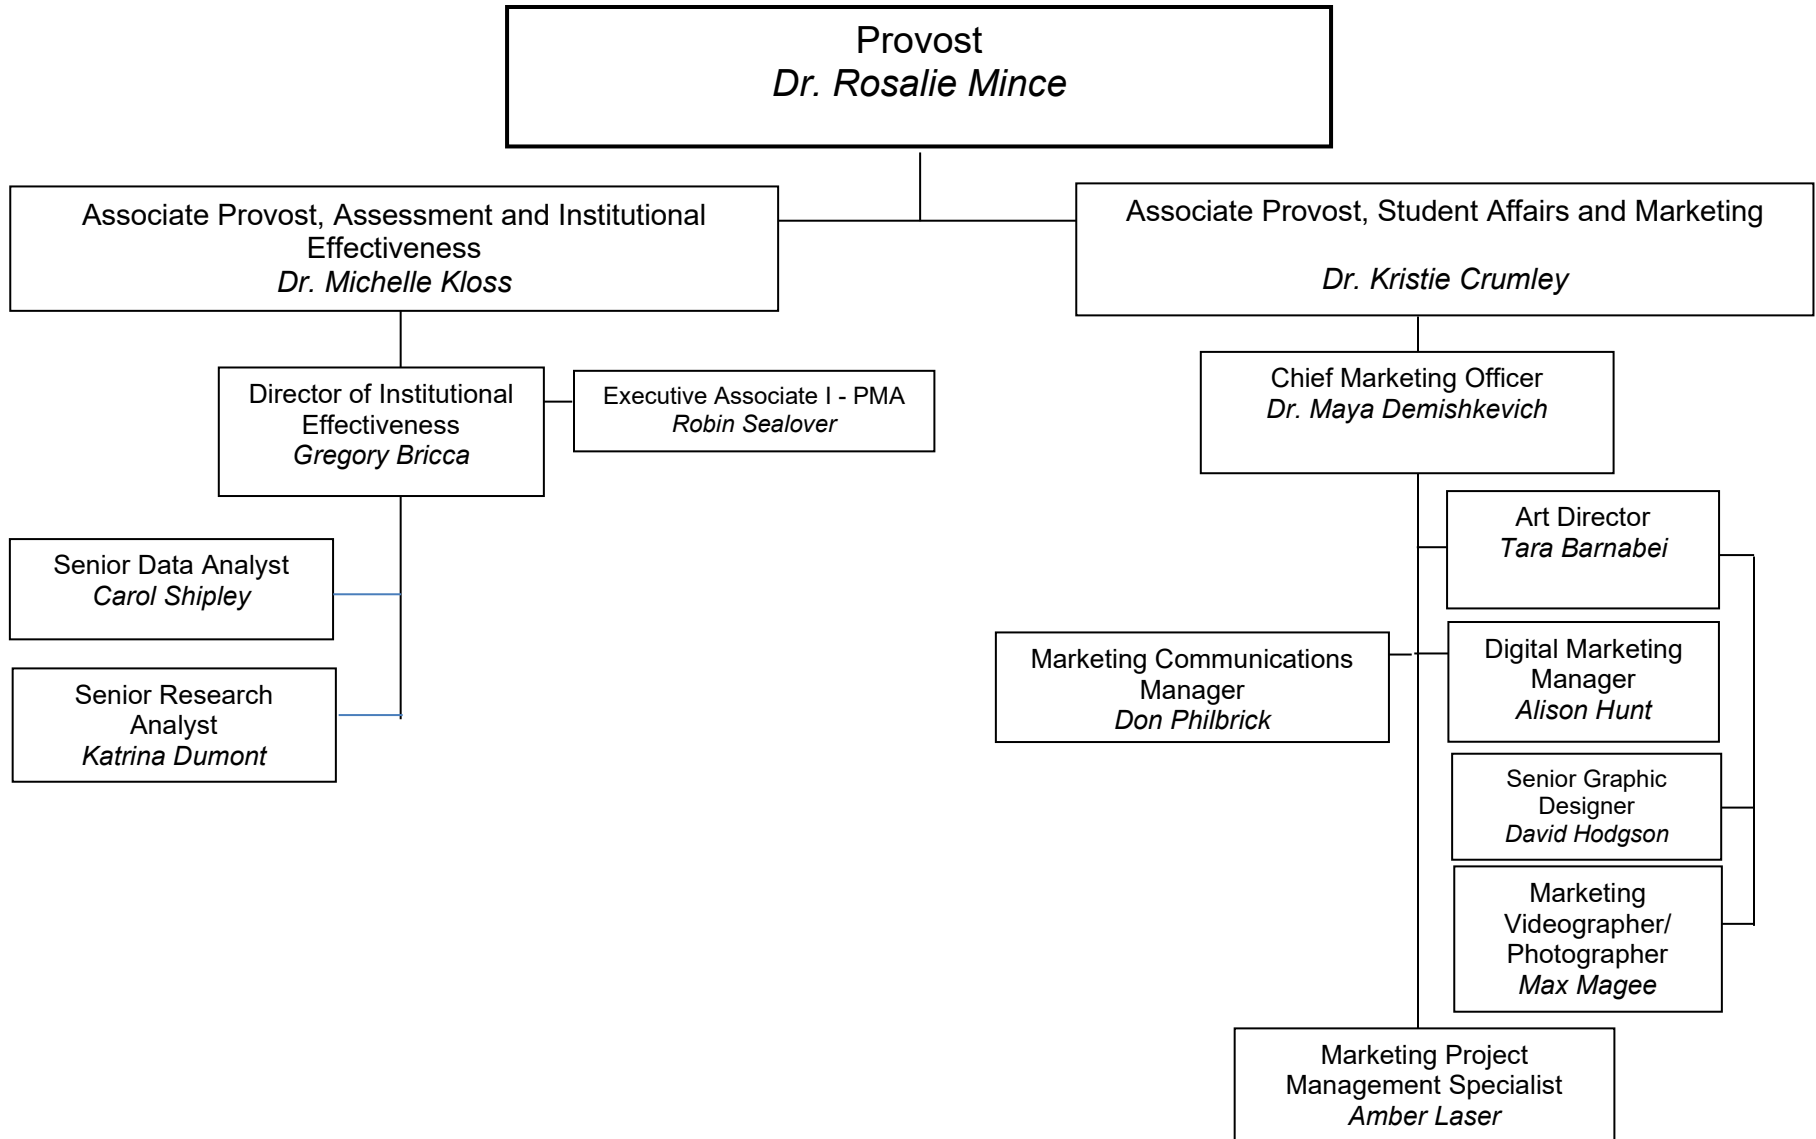 Provost
Dr. Rosalie Mince
Associate Provost, Assessment and Institutional
Effectiveness
Dr. Michelle Kloss
Associate Provost, Student Affairs and Marketing
Dr. Kristie Crumley
Director of Institutional
Effectiveness
Gregory Bricca
Executive Associate I - PMA
Robin Sealover
Chief Marketing Officer
Dr. Maya Demishkevich
Senior Data Analyst
Carol Shipley
Senior Research
Analyst
Katrina Dumont
Art Director
Tara Barnabei
Marketing Communications
Manager
Don Philbrick
Digital Marketing
Manager
Alison Hunt
Senior Graphic
Designer
David Hodgson
Marketing
Videographer/
Photographer
Max Magee
Marketing Project
Management Specialist
Amber Laser